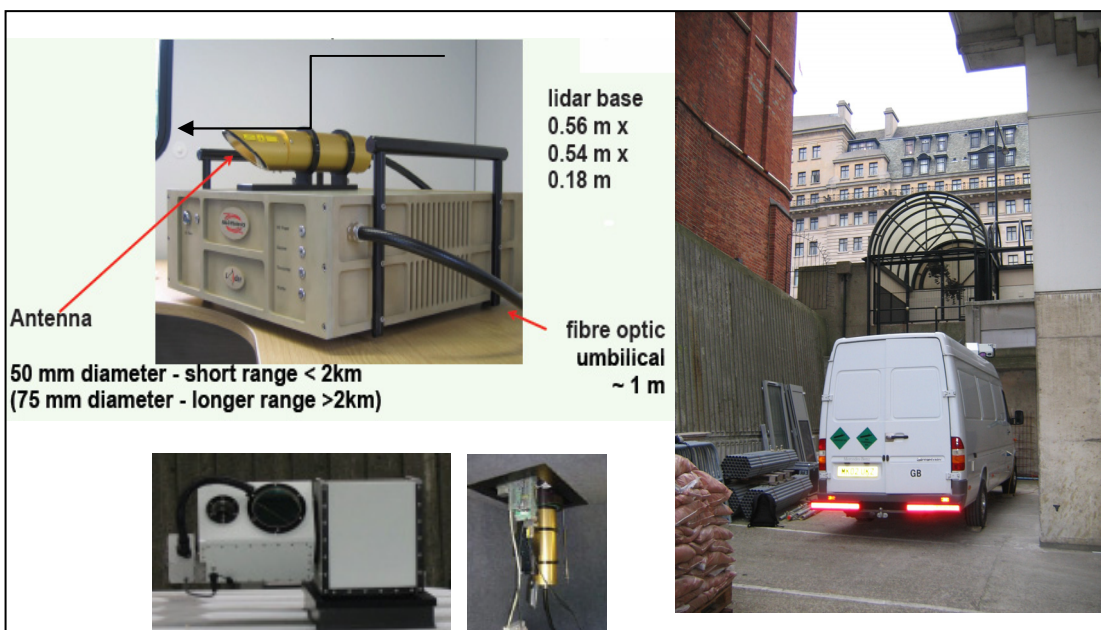 lidar base
0.56 m x
0.54 m x
0.18 m
Antenna
fibre optic
umbilical
~ 1 m
50 mm diameter - short range < 2km
(75 mm diameter - longer range >2km)
GB